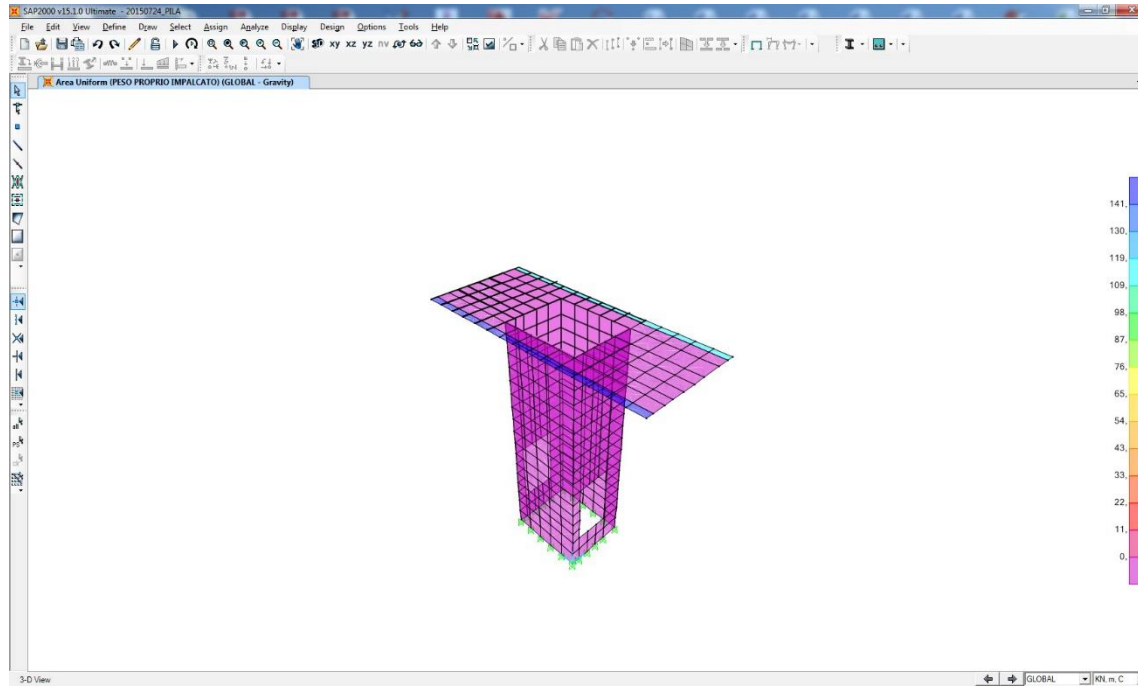 SAP2000 v15.1.0 Ultimate - 20150724_PILA
File Edit View Define Draw Select Assign Analyze Display Design Options Tools Help
xy xz yz nv
Area Uniform (PESO PROPRIO IMPALCATO) (GLOBAL - Gravity)
141,
130,
119,
109,
98,
87,
76,
65,
54,
43,
33,
22,
11,
0,
all
PS
3-D View
GLOBAL
KN, m, C